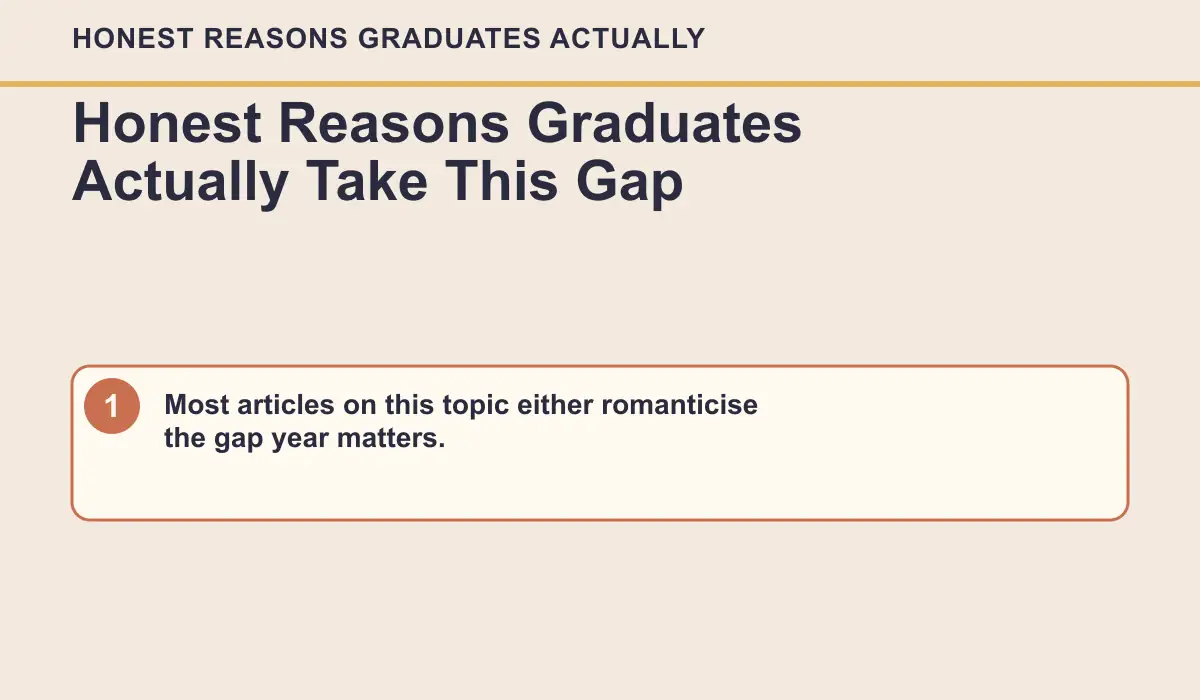 HONEST REASONS GRADUATES ACTUALLY
Honest Reasons Graduates
Actually Take This Gap
1
Most articles on this topic either romanticise
the gap year matters.